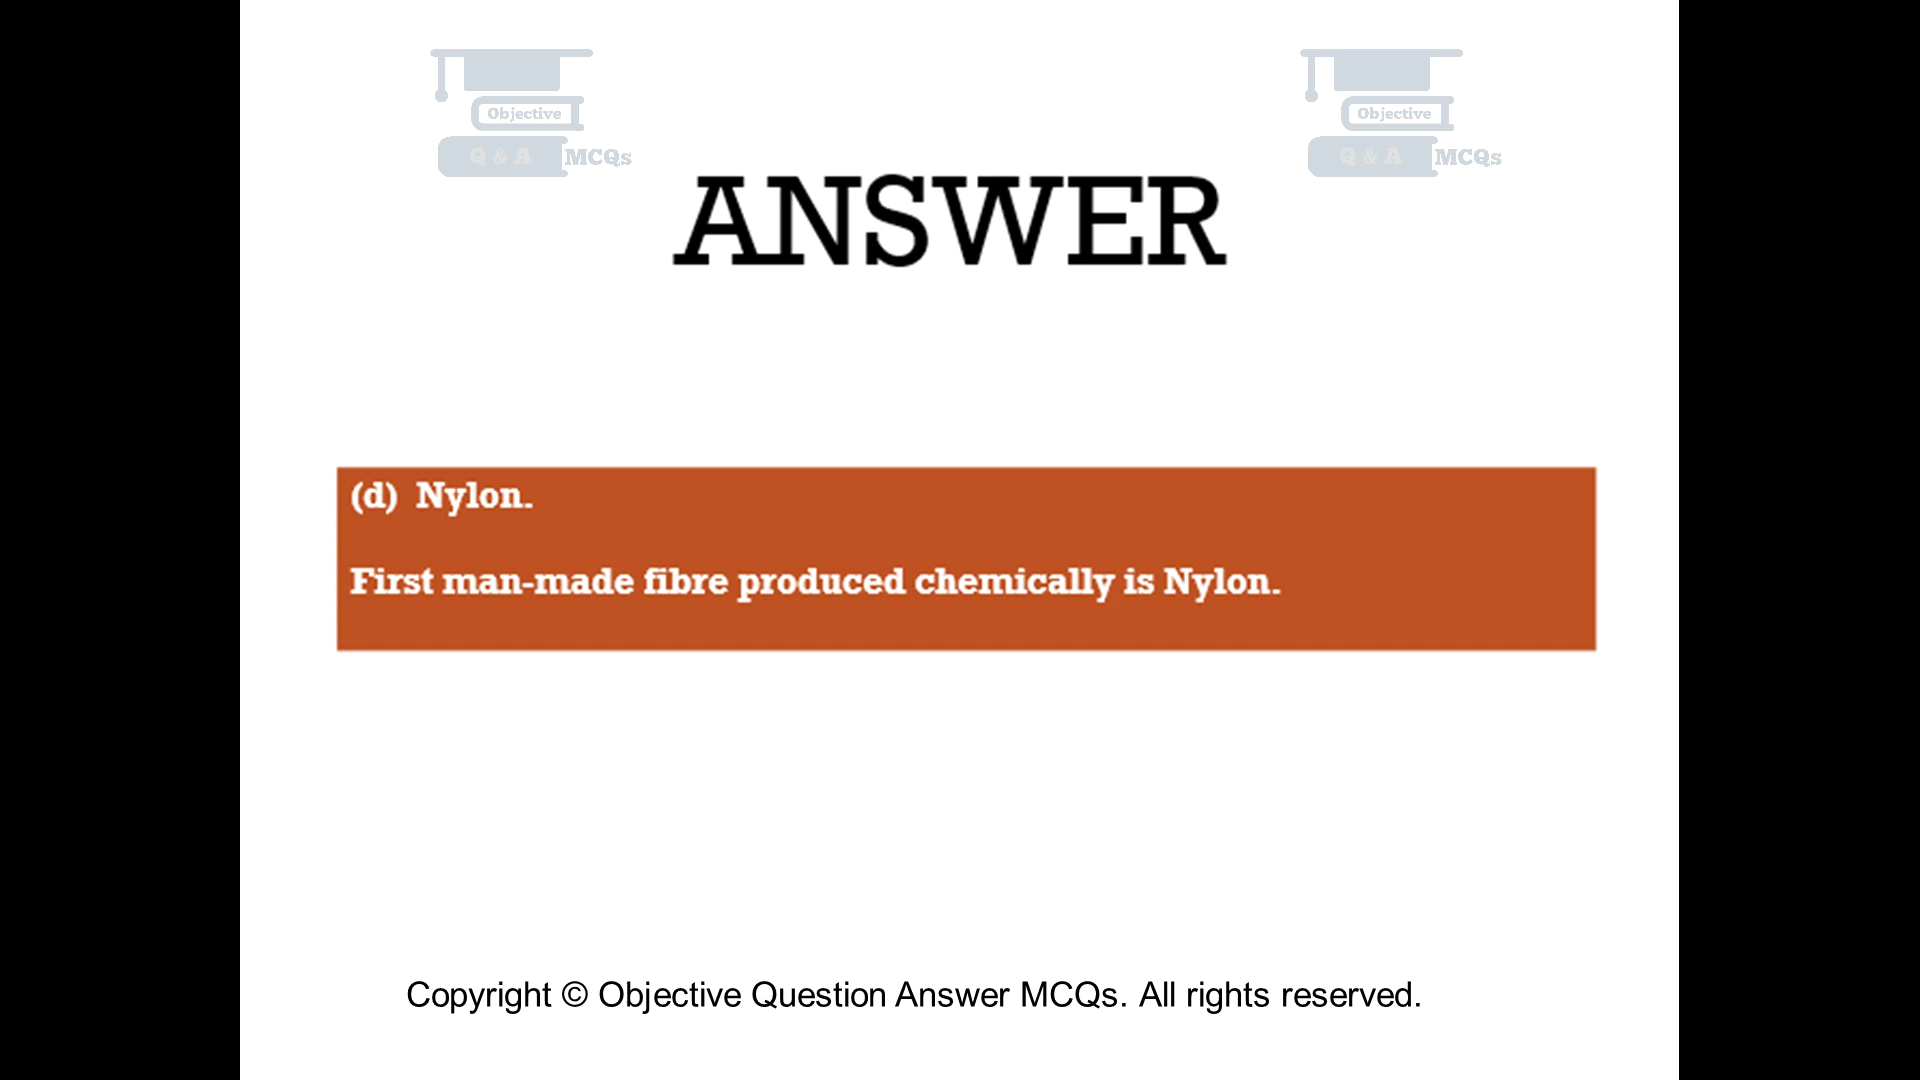 Objective
Q & A MCQs
Objective
Q & A MCQs
ANSWER
(d) Nylon.
First man-made fibre produced chemically is Nylon.
Copyright © Objective Question Answer MCQs. All rights reserved.